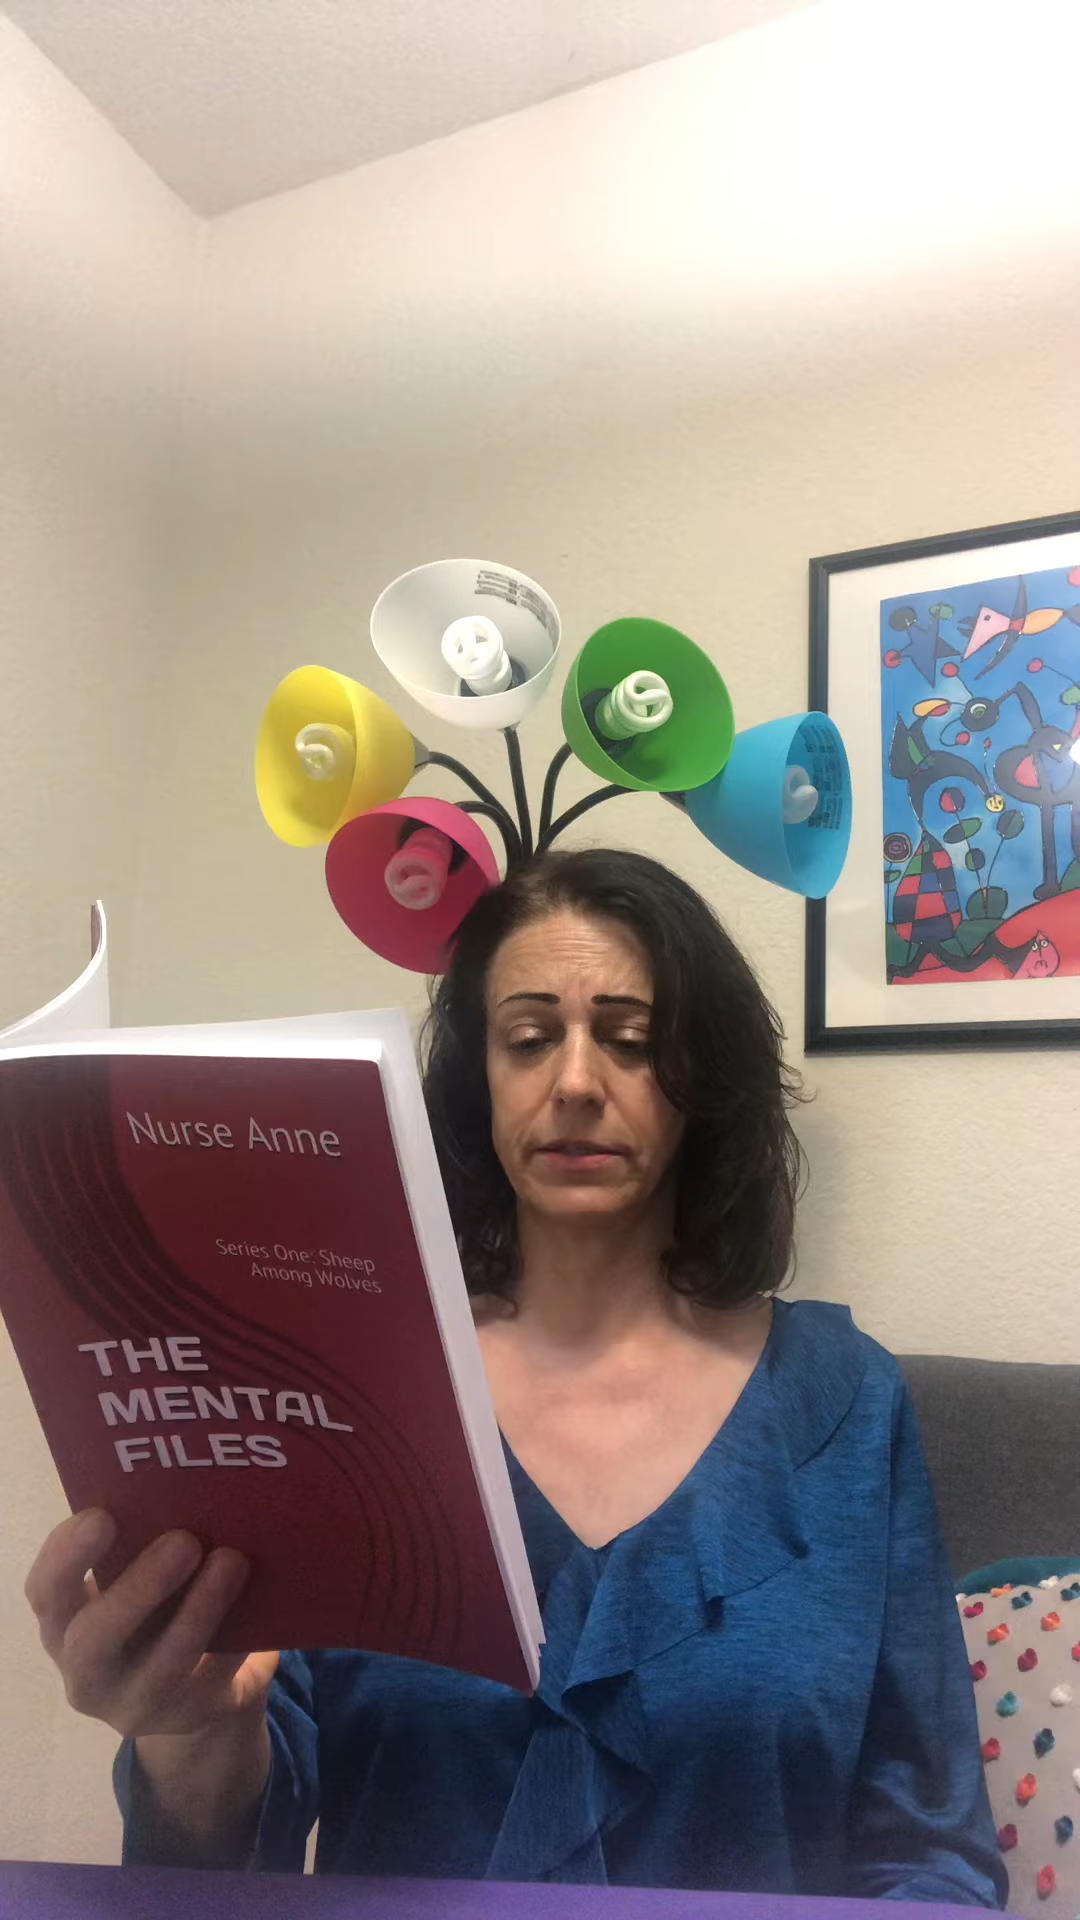 Nurse Anne
Series One: Sheep
Among Wolves
THE
MENTAL
FILES